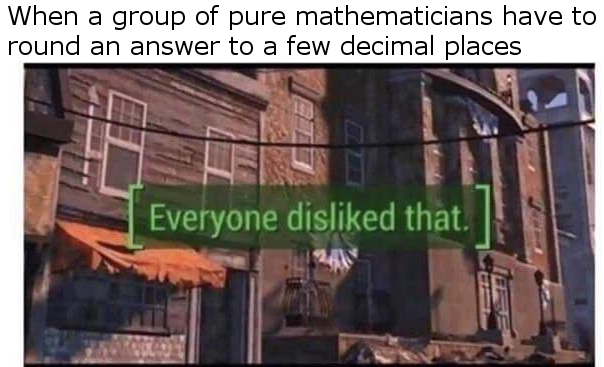 When a group of pure mathematicians have to
round an answer to a few decimal places
[Everyone disliked that.]